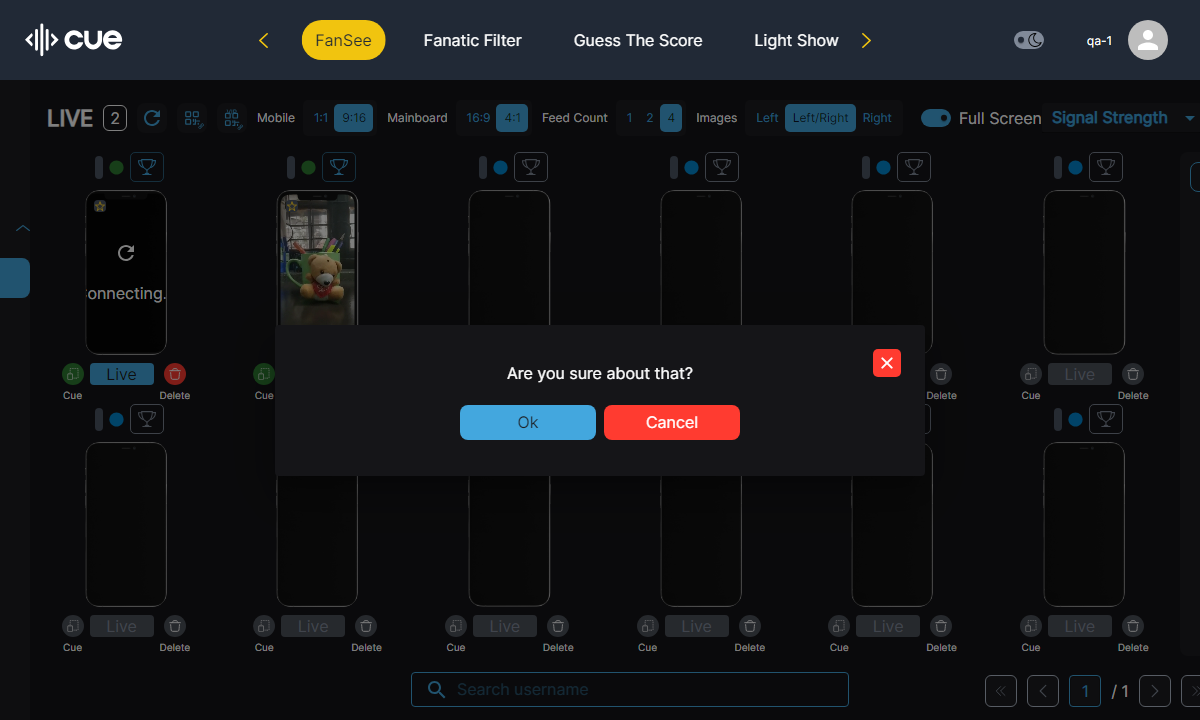 CUE
FanSee
Fanatic Filter
Guess The Score
Light Show
qa-1
LIVE 2
Mobile 1:1 9:16
Mainboard 16:9 4:1
Feed Count 1 2 4
Images Left Left/Right Right
Full Screen
Signal Strength
onnecting.
Live Live
Cue Delete Cue Delete Cue Delete
Are you sure about that?
Ok Cancel
Live Live Live Live Live Live
Cue Delete Cue Delete Cue Delete Cue Delete Cue Delete Cue Delete
Search username
1 / 1